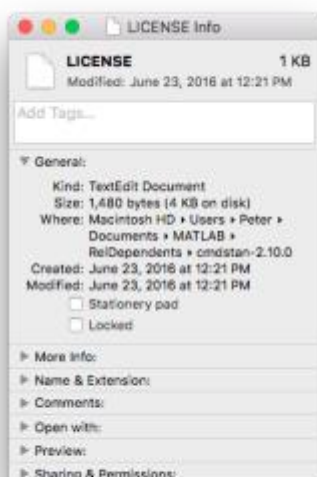 LICENSE Info
LICENSE 1 KB
Modified: June 23, 2016 at 12:21 PM
Add Tags...
General:
Kind: TextEdit Document
Size: 1,480 bytes (4 KB on disk)
Where: Macintosh HD ▸ Users ▸ Peter ▸
Documents ▸ MATLAB ▸
RelDependents ▸ cmdstan-2.10.0
Created: June 23, 2016 at 12:21 PM
Modified: June 23, 2016 at 12:21 PM
Stationery pad
Locked
More Info:
Name & Extension:
Comments:
Open with:
Preview:
Sharing & Permissions: